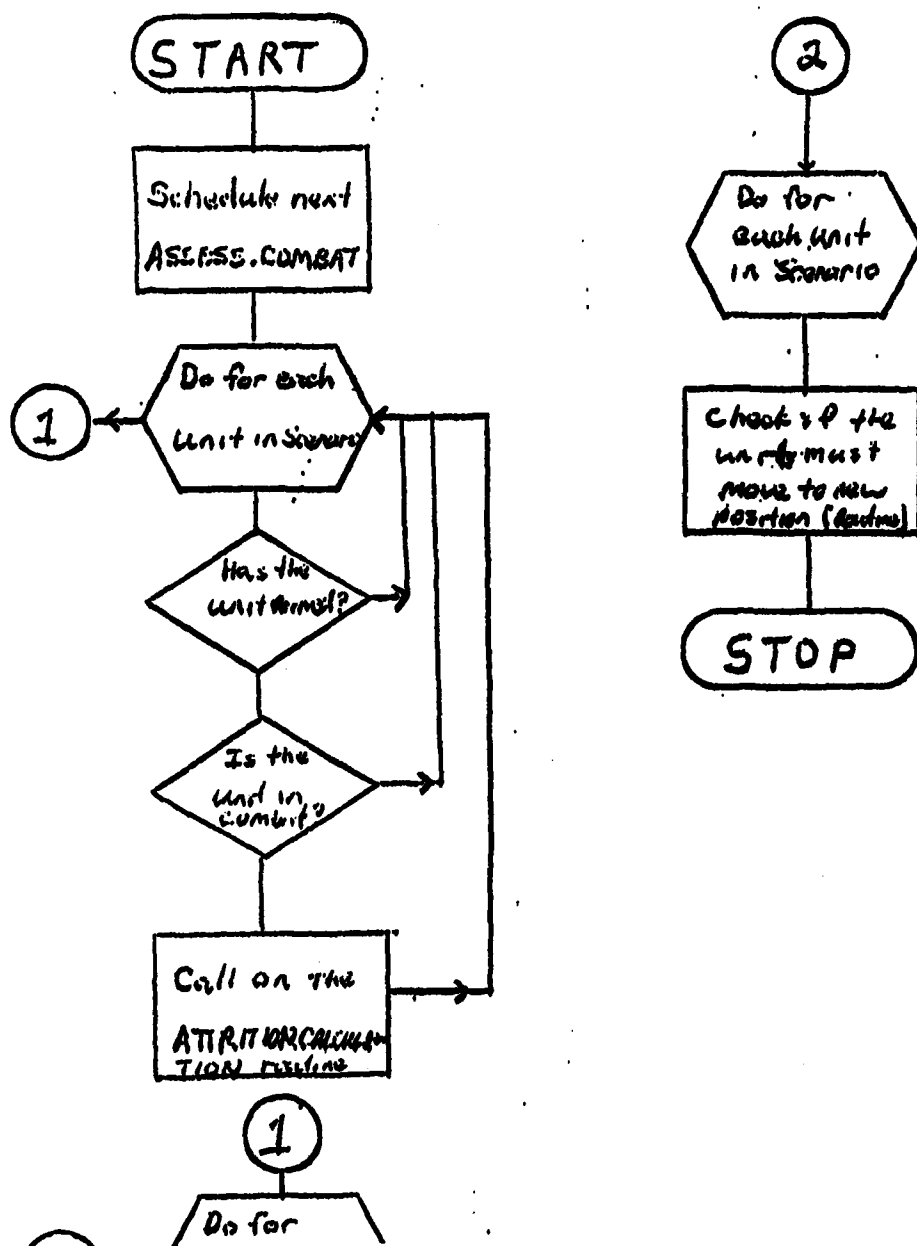 START
Schedule next
ASSESS.COMBAT
Do for each
unit in Scenario
1
Has the
unit arrived?
Is the
unit in
combat?
Call on the
ATTRITION.CALCULA
TION routine
1
Do for
2
Do for
each unit
in Scenario
Check if the
unit must
move to new
position (Routine)
STOP